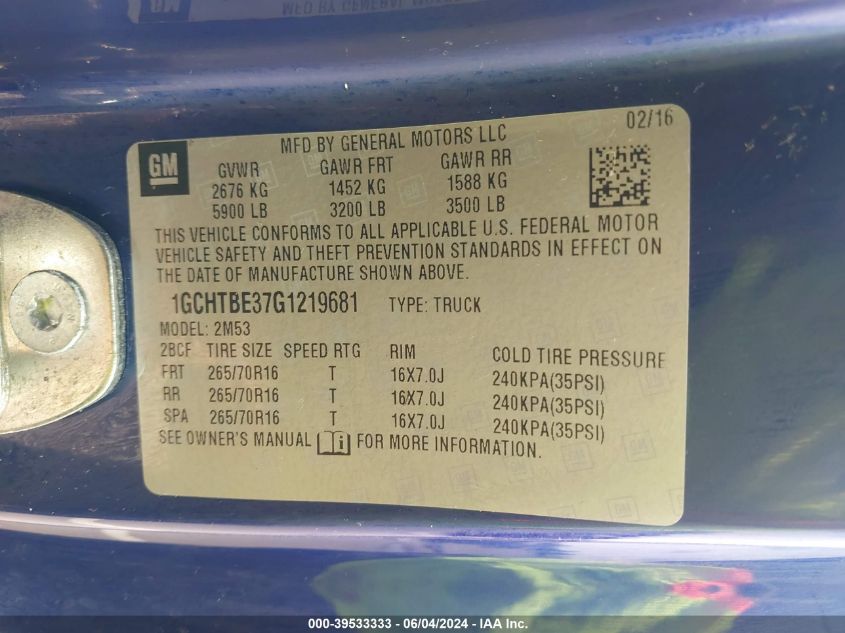 MFD BY GENERAL MOTORS LLC
02/16
GM
GVWR GAWR FRT GAWR RR
2676 KG 1452 KG 1588 KG
5900 LB 3200 LB 3500 LB
THIS VEHICLE CONFORMS TO ALL APPLICABLE U.S. FEDERAL MOTOR
VEHICLE SAFETY AND THEFT PREVENTION STANDARDS IN EFFECT ON
THE DATE OF MANUFACTURE SHOWN ABOVE.
1GCHTBE37G1219681 TYPE: TRUCK
MODEL: 2M53
2BCF TIRE SIZE SPEED RTG RIM COLD TIRE PRESSURE
FRT 265/70R16 T 16X7.0J 240KPA(35PSI)
RR 265/70R16 T 16X7.0J 240KPA(35PSI)
SPA 265/70R16 T 16X7.0J 240KPA(35PSI)
SEE OWNER'S MANUAL FOR MORE INFORMATION.
000-39533333 - 06/04/2024 - IAA Inc.